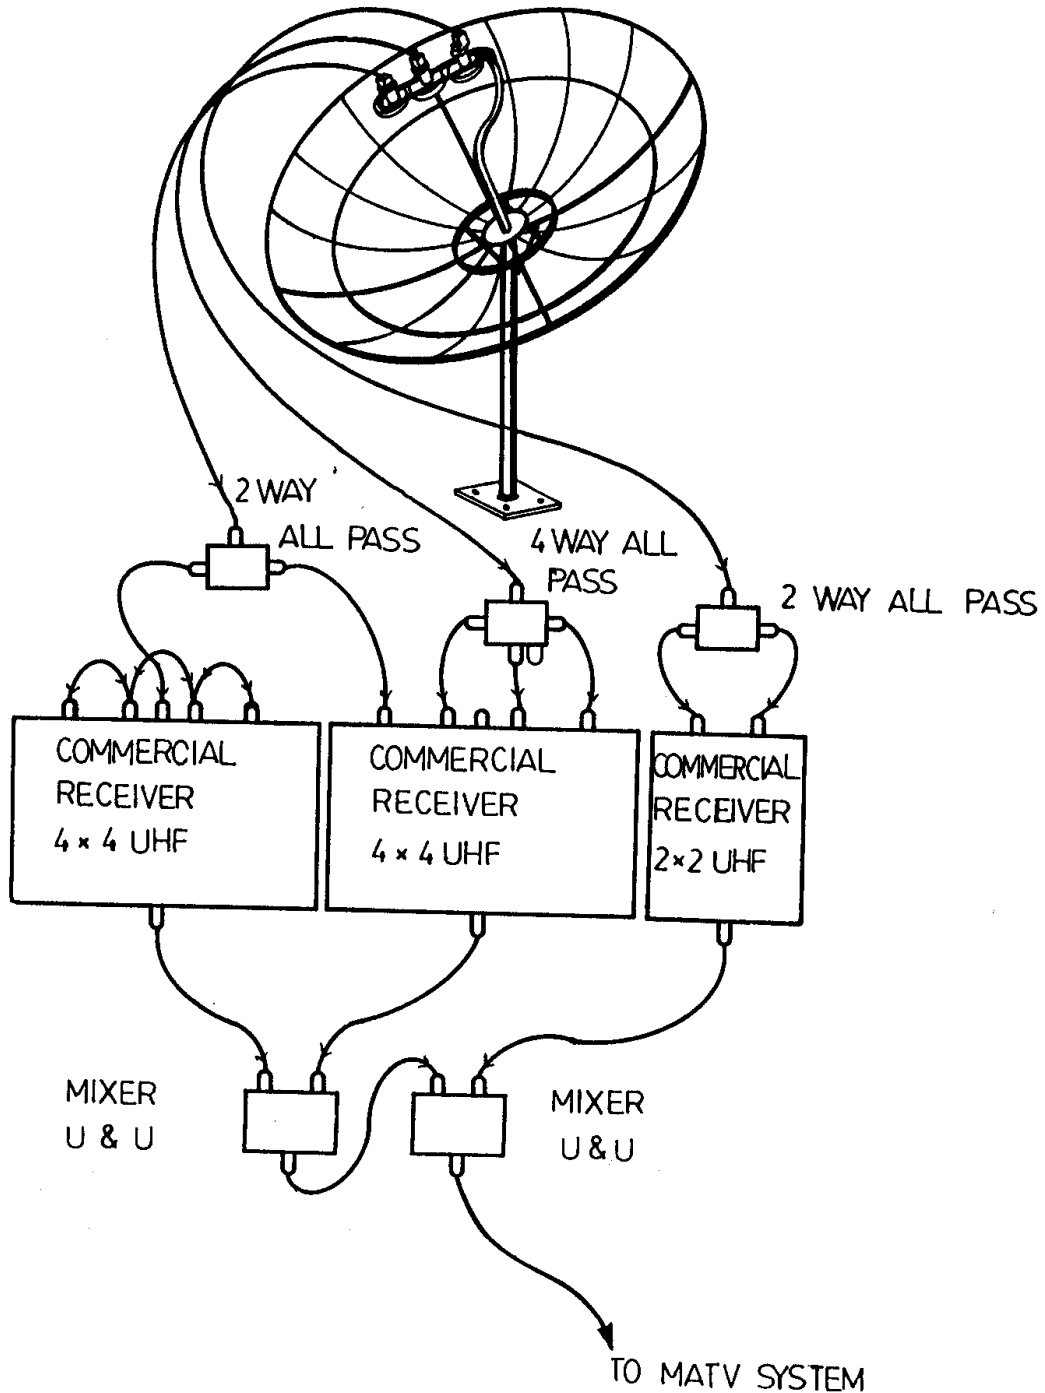 2 WAY
ALL PASS
4 WAY ALL
PASS
2 WAY ALL PASS
COMMERCIAL
RECEIVER
4 × 4 UHF
COMMERCIAL
RECEIVER
4 × 4 UHF
COMMERCIAL
RECEIVER
2×2 UHF
MIXER
U & U
MIXER
U & U
TO MATV SYSTEM